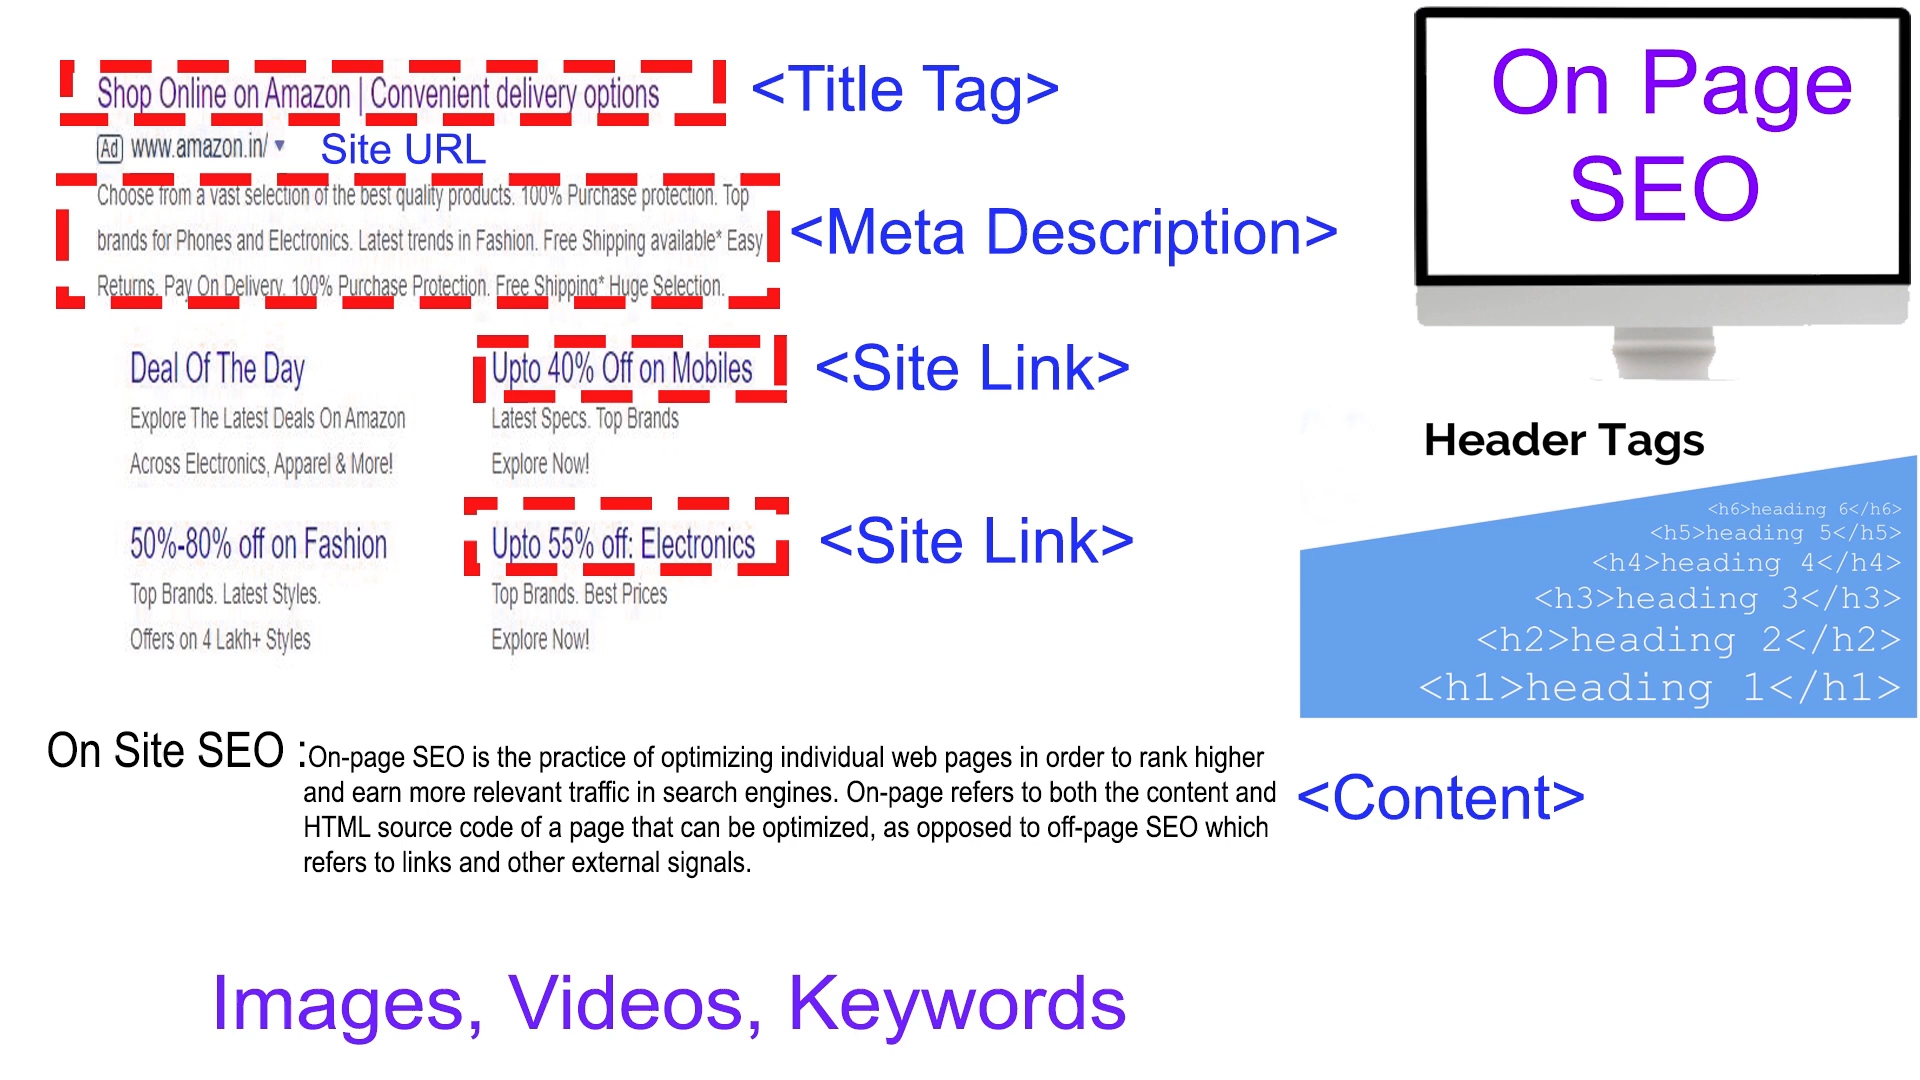 Shop Online on Amazon | Convenient delivery options
<Title Tag>
Ad www.amazon.in/
Site URL
Choose from a vast selection of the best quality products. 100% Purchase protection. Top
brands for Phones and Electronics. Latest trends in Fashion. Free Shipping available* Easy
Returns. Pay On Delivery. 100% Purchase Protection. Free Shipping* Huge Selection.
<Meta Description>
On Page
SEO
Deal Of The Day
Explore The Latest Deals On Amazon
Across Electronics, Apparel & More!
Upto 40% Off on Mobiles
<Site Link>
Latest Specs. Top Brands
Explore Now!
50%-80% off on Fashion
Top Brands. Latest Styles.
Offers on 4 Lakh+ Styles
Upto 55% off: Electronics
<Site Link>
Top Brands. Best Prices
Explore Now!
Header Tags
<h6>heading 6</h6>
<h5>heading 5</h5>
<h4>heading 4</h4>
<h3>heading 3</h3>
<h2>heading 2</h2>
<h1>heading 1</h1>
On Site SEO :On-page SEO is the practice of optimizing individual web pages in order to rank higher
and earn more relevant traffic in search engines. On-page refers to both the content and
HTML source code of a page that can be optimized, as opposed to off-page SEO which
refers to links and other external signals.
<Content>
Images, Videos, Keywords